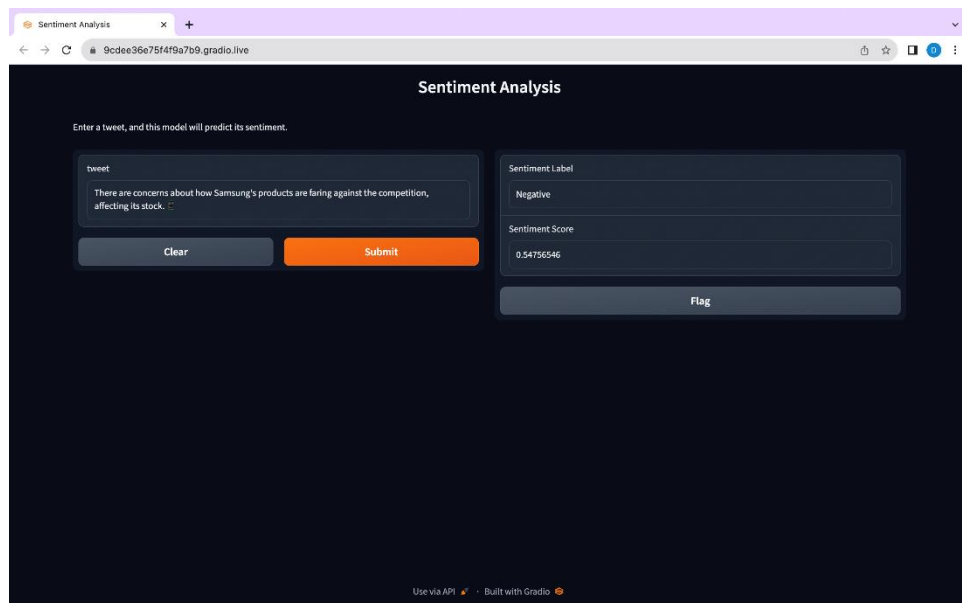 Sentiment Analysis
9cdee36e75f4f9a7b9.gradio.live
D
Sentiment Analysis
Enter a tweet, and this model will predict its sentiment.
tweet
There are concerns about how Samsung's products are faring against the competition,
affecting its stock.
Clear
Submit
Sentiment Label
Negative
Sentiment Score
0.54756546
Flag
Use via API · Built with Gradio